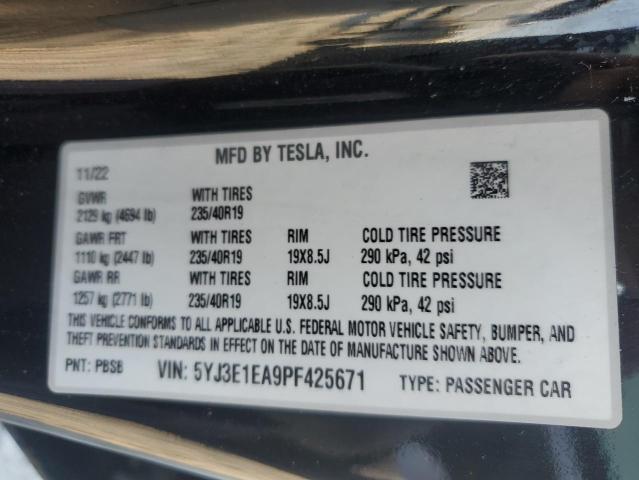 MFD BY TESLA, INC.
11/22
GVWR WITH TIRES
2129 kg (4694 lb) 235/40R19
GAWR FRT WITH TIRES RIM COLD TIRE PRESSURE
1110 kg (2447 lb) 235/40R19 19X8.5J 290 kPa, 42 psi
GAWR RR WITH TIRES RIM COLD TIRE PRESSURE
1257 kg (2771 lb) 235/40R19 19X8.5J 290 kPa, 42 psi
THIS VEHICLE CONFORMS TO ALL APPLICABLE U.S. FEDERAL MOTOR VEHICLE SAFETY, BUMPER, AND
THEFT PREVENTION STANDARDS IN EFFECT ON THE DATE OF MANUFACTURE SHOWN ABOVE.
PNT: PBSB VIN: 5YJ3E1EA9PF425671 TYPE: PASSENGER CAR